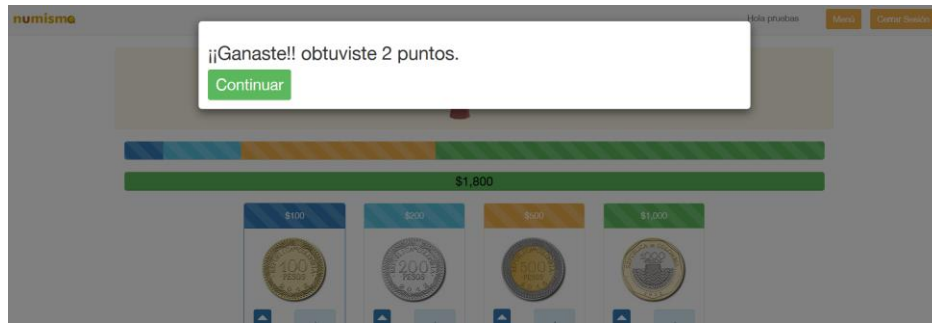 numisma
Hola pruebas
Menú
Cerrar Sesión
¡¡Ganaste!! obtuviste 2 puntos.
Continuar
$1,800
$100
$200
$500
$1,000
100
PESOS
200
PESOS
500
PESOS
1000